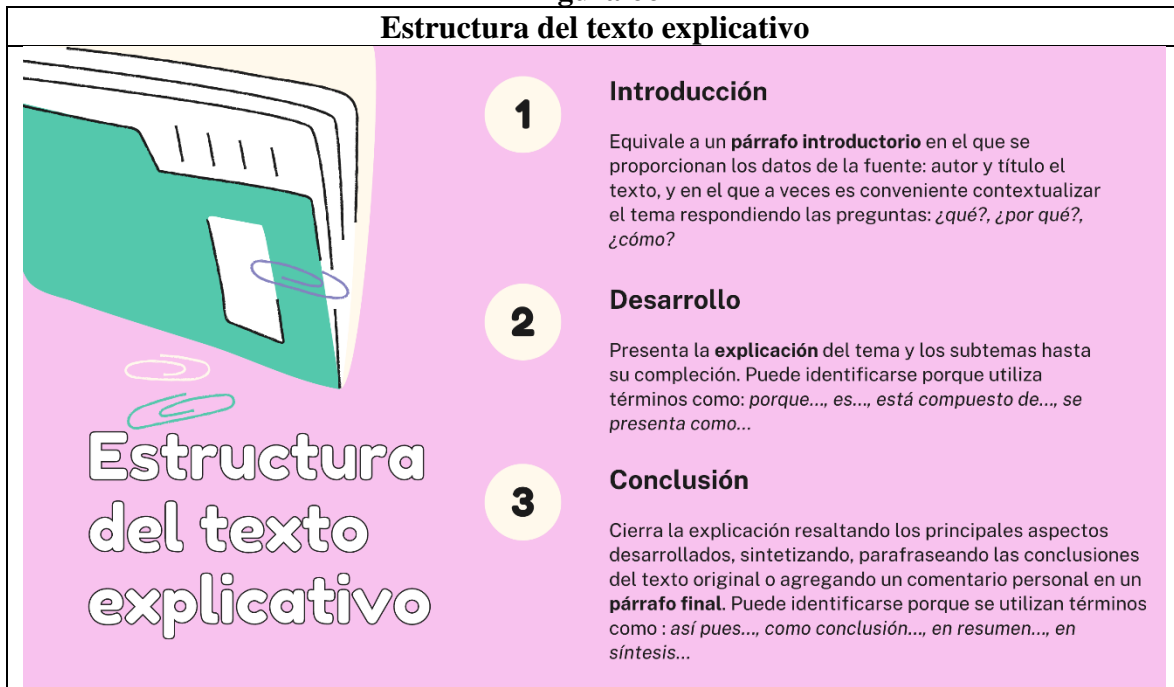 Estructura del texto explicativo
1
Introducción
Equivale a un párrafo introductorio en el que se
proporcionan los datos de la fuente: autor y título el
texto, y en el que a veces es conveniente contextualizar
el tema respondiendo las preguntas: ¿qué?, ¿por qué?,
¿cómo?
2
Desarrollo
Presenta la explicación del tema y los subtemas hasta
su compleción. Puede identificarse porque utiliza
términos como: porque..., es..., está compuesto de..., se
presenta como...
3
Conclusión
Cierra la explicación resaltando los principales aspectos
desarrollados, sintetizando, parafraseando las conclusiones
del texto original o agregando un comentario personal en un
párrafo final. Puede identificarse porque se utilizan términos
como : así pues..., como conclusión..., en resumen..., en
síntesis...
Estructura
del texto
explicativo